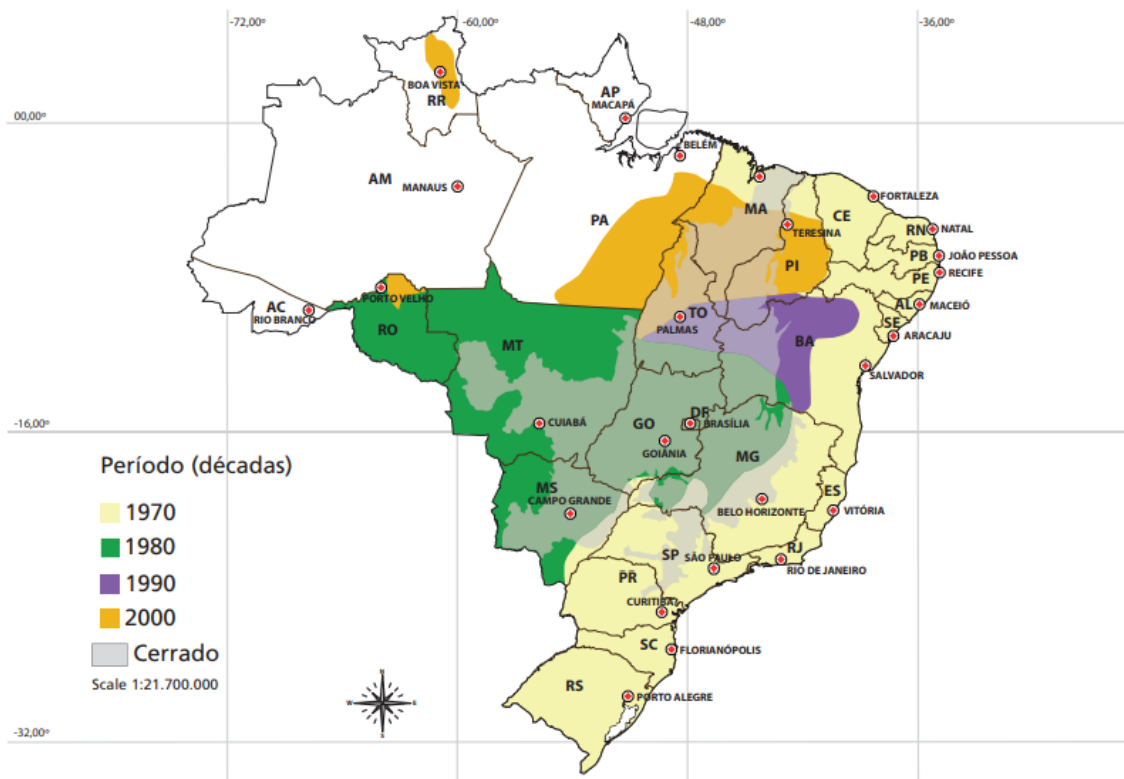 -72,00º
-60,00º
-48,00º
-36,00º
BOA VISTA
RR
AP
MACAPÁ
00,00º
BELÉM
AM
MANAUS
PA
MA
CE
FORTALEZA
TERESINA
RN
NATAL
PB
JOÃO PESSOA
PI
PE
RECIFE
PORTO VELHO
AC
RIO BRANCO
AL
MACEIÓ
TO
PALMAS
SE
ARACAJU
RO
MT
BA
SALVADOR
CUIABÁ
GO
DF
BRASÍLIA
-16,00º
GOIÂNIA
MG
Período (décadas)
MS
CAMPO GRANDE
ES
BELO HORIZONTE
VITÓRIA
1970
1980
1990
2000
Cerrado
Scale 1:21.700.000
SP
SÃO PAULO
RJ
RIO DE JANEIRO
PR
CURITIBA
SC
FLORIANÓPOLIS
RS
PORTO ALEGRE
N
W
E
S
-32,00º